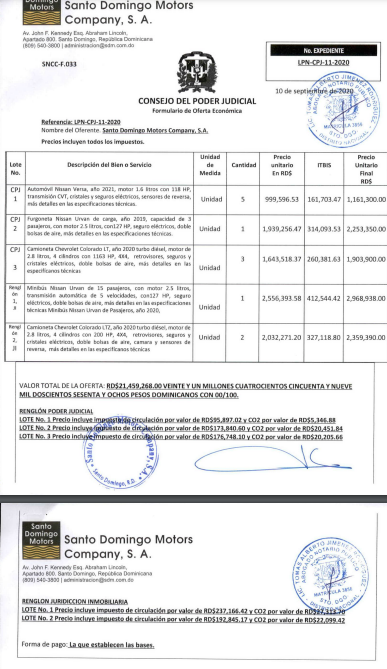 Santo Domingo Motors
Santo Domingo Motors
Company, S. A.
Av. John F. Kennedy Esq. Abraham Lincoln,
Apartado 800. Santo Domingo, República Dominicana
(809) 540-3800 | administracion@sdm.com.do
SNCC-F.033
No. EXPEDIENTE
LPN-CPJ-11-2020
10 de septiembre de 2020
CONSEJO DEL PODER JUDICIAL
Formulario de Oferta Económica
Referencia: LPN-CPJ-11-2020
Nombre del Oferente. Santo Domingo Motors Company, S.A.
Precios incluyen todos los impuestos.
Lote No. Descripción del Bien o Servicio Unidad de Medida Cantidad Precio unitario En RD$ ITBIS Precio Unitario Final RD$
CPJ 1 Automóvil Nissan Versa, año 2021, motor 1.6 litros con 118 HP, transmisión CVT, cristales y seguros eléctricos, sensores de reversa, más detalles en las especificaciones técnicas. Unidad 5 999,596.53 161,703.47 1,161,300.00
CPJ 2 Furgoneta Nissan Urvan de carga, año 2019, capacidad de 3 pasajeros, con motor 2.5 litros, con127 HP, seguro eléctricos, doble bolsas de aire, más detalles en las especificaciones técnicas. Unidad 1 1,939,256.47 314,093.53 2,253,350.00
CPJ 3 Camioneta Chevrolet Colorado LT, año 2020 turbo diésel, motor de 2.8 litros, 4 cilindros con 1163 HP, 4X4, retrovisores, seguros y cristales eléctricos, doble bolsas de aire, más detalles en las especificaciones técnicas Unidad 3 1,643,518.37 260,381.63 1,903,900.00
Renglón 1, JI Minibús Nissan Urvan de 15 pasajeros, con motor 2.5 litros, transmisión automática de 5 velocidades, con127 HP, seguro eléctricos, doble bolsas de aire, más detalles en las especificaciones técnicas Minibús Nissan Urvan de Pasajeros, año 2020, Unidad 1 2,556,393.58 412,544.42 2,968,938.00
Renglón 2, JI Camioneta Chevrolet Colorado LTZ, año 2020 turbo diésel, motor de 2.8 litros, 4 cilindros con 200 HP, 4X4, retrovisores, seguros y cristales eléctricos, doble bolsas de aire, camara y sensores de reversa, más detalles en las especificaciones técnicas Unidad 2 2,032,271.20 327,118.80 2,359,390.00
VALOR TOTAL DE LA OFERTA: RD$21,459,268.00 VEINTE Y UN MILLONES CUATROCIENTOS CINCUENTA Y NUEVE
MIL DOSCIENTOS SESENTA Y OCHOS PESOS DOMINICANOS CON 00/100.
RENGLÓN PODER JUDICIAL
LOTE No. 1 Precio incluye impuesto de circulación por valor de RD$95,897.02 y CO2 por valor de RD$5,346.88
LOTE No. 2 Precio incluye impuesto de circulación por valor de RD$173,840.60 y CO2 por valor de RD$20,451.84
LOTE No. 3 Precio incluye impuesto de circulación por valor de RD$176,748.10 y CO2 por valor de RD$20,205.66
Santo Domingo, R.D.
Santo Domingo Motors
Santo Domingo Motors
Company, S. A.
Av. John F. Kennedy Esq. Abraham Lincoln,
Apartado 800. Santo Domingo, República Dominicana
(809) 540-3800 | administracion@sdm.com.do
RENGLON JURIDICCION INMOBILIARIA
LOTE No. 1 Precio incluye impuesto de circulación por valor de RD$237,166.42 y CO2 por valor de
LOTE No. 2 Precio incluye impuesto de circulación por valor de RD$192,845.17 y CO2 por valor de RD$22,099.42
Forma de pago: La que establecen las bases.